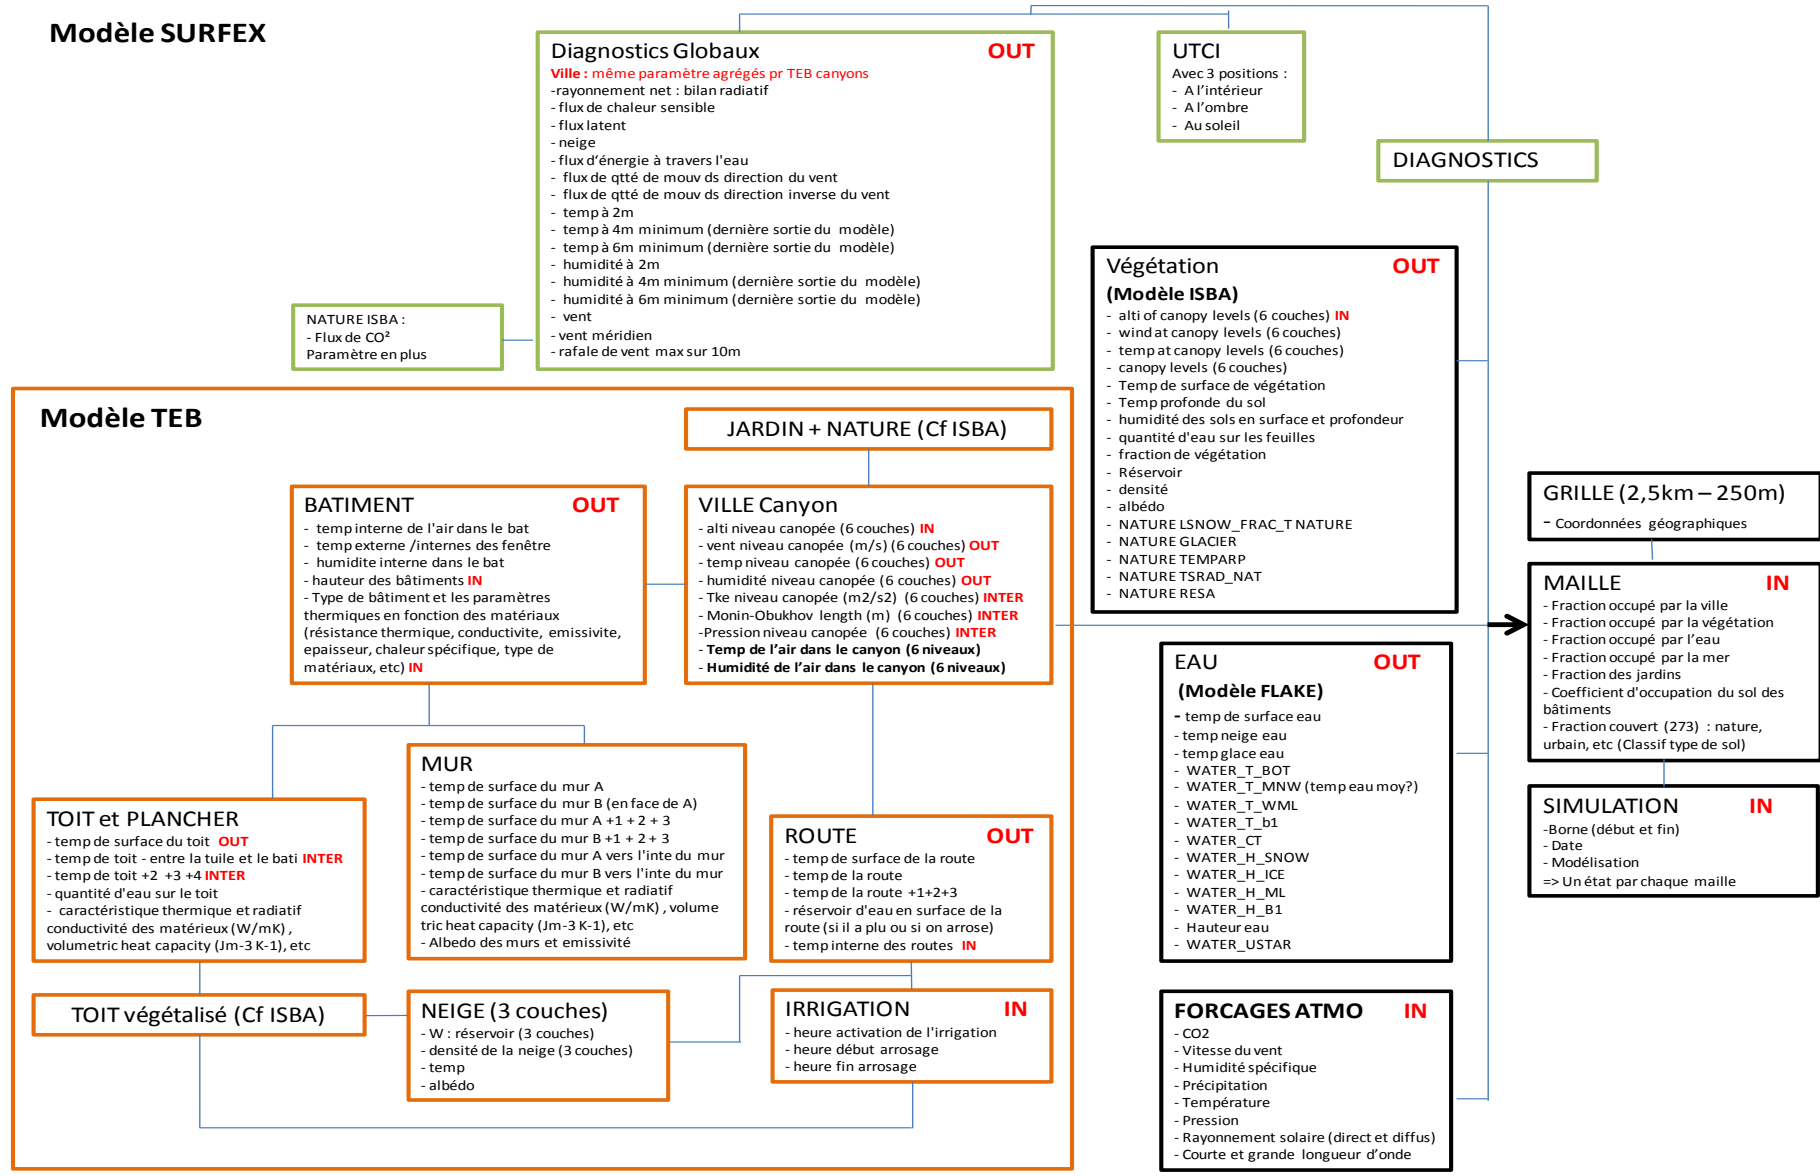 Modèle SURFEX
Diagnostics Globaux OUT
Ville : même paramètre agrégés pr TEB canyons
-rayonnement net : bilan radiatif
- flux de chaleur sensible
- flux latent
- neige
- flux d'énergie à travers l'eau
- flux de qtté de mouv ds direction du vent
- flux de qtté de mouv ds direction inverse du vent
- temp à 2m
- temp à 4m minimum (dernière sortie du modèle)
- temp à 6m minimum (dernière sortie du modèle)
- humidité à 2m
- humidité à 4m minimum (dernière sortie du modèle)
- humidité à 6m minimum (dernière sortie du modèle)
- vent
- vent méridien
- rafale de vent max sur 10m
UTCI
Avec 3 positions :
- A l'intérieur
- A l'ombre
- Au soleil
DIAGNOSTICS
NATURE ISBA :
- Flux de CO²
Paramètre en plus
Végétation OUT
(Modèle ISBA)
- alti of canopy levels (6 couches) IN
- wind at canopy levels (6 couches)
- temp at canopy levels (6 couches)
- canopy levels (6 couches)
- Temp de surface de végétation
- Temp profonde du sol
- humidité des sols en surface et profondeur
- quantité d'eau sur les feuilles
- fraction de végétation
- Réservoir
- densité
- albédo
- NATURE LSNOW_FRAC_T NATURE
- NATURE GLACIER
- NATURE TEMPARP
- NATURE TSRAD_NAT
- NATURE RESA
Modèle TEB
JARDIN + NATURE (Cf ISBA)
BATIMENT OUT
- temp interne de l'air dans le bat
- temp externe /internes des fenêtre
- humidite interne dans le bat
- hauteur des bâtiments IN
- Type de bâtiment et les paramètres
thermiques en fonction des matériaux
(résistance thermique, conductivite, emissivite,
epaisseur, chaleur spécifique, type de
matériaux, etc) IN
VILLE Canyon
- alti niveau canopée (6 couches) IN
- vent niveau canopée (m/s) (6 couches) OUT
- temp niveau canopée (6 couches) OUT
- humidité niveau canopée (6 couches) OUT
- Tke niveau canopée (m2/s2) (6 couches) INTER
- Monin-Obukhov length (m) (6 couches) INTER
-Pression niveau canopée (6 couches) INTER
- Temp de l'air dans le canyon (6 niveaux)
- Humidité de l'air dans le canyon (6 niveaux)
GRILLE (2,5km – 250m)
- Coordonnées géographiques
MAILLE IN
- Fraction occupé par la ville
- Fraction occupé par la végétation
- Fraction occupé par l'eau
- Fraction occupé par la mer
- Fraction des jardins
- Coefficient d'occupation du sol des
bâtiments
- Fraction couvert (273) : nature,
urbain, etc (Classif type de sol)
SIMULATION IN
-Borne (début et fin)
- Date
- Modélisation
=> Un état par chaque maille
EAU OUT
(Modèle FLAKE)
- temp de surface eau
- temp neige eau
- temp glace eau
- WATER_T_BOT
- WATER_T_MNW (temp eau moy?)
- WATER_T_WML
- WATER_T_b1
- WATER_CT
- WATER_H_SNOW
- WATER_H_ICE
- WATER_H_ML
- WATER_H_B1
- Hauteur eau
- WATER_USTAR
MUR
- temp de surface du mur A
- temp de surface du mur B (en face de A)
- temp de surface du mur A +1 + 2 + 3
- temp de surface du mur B +1 + 2 + 3
- temp de surface du mur A vers l'inte du mur
- temp de surface du mur B vers l'inte du mur
- caractéristique thermique et radiatif
conductivité des matérieux (W/mK) , volume
tric heat capacity (Jm-3 K-1), etc
- Albedo des murs et emissivité
TOIT et PLANCHER
- temp de surface du toit OUT
- temp de toit - entre la tuile et le bati INTER
- temp de toit +2 +3 +4 INTER
- quantité d'eau sur le toit
- caractéristique thermique et radiatif
conductivité des matérieux (W/mK) ,
volumetric heat capacity (Jm-3 K-1), etc
ROUTE OUT
- temp de surface de la route
- temp de la route
- temp de la route +1+2+3
- réservoir d'eau en surface de la
route (si il a plu ou si on arrose)
- temp interne des routes IN
TOIT végétalisé (Cf ISBA)
NEIGE (3 couches)
- W : réservoir (3 couches)
- densité de la neige (3 couches)
- temp
- albédo
IRRIGATION IN
- heure activation de l'irrigation
- heure début arrosage
- heure fin arrosage
FORCAGES ATMO IN
- CO2
- Vitesse du vent
- Humidité spécifique
- Précipitation
- Température
- Pression
- Rayonnement solaire (direct et diffus)
- Courte et grande longueur d'onde